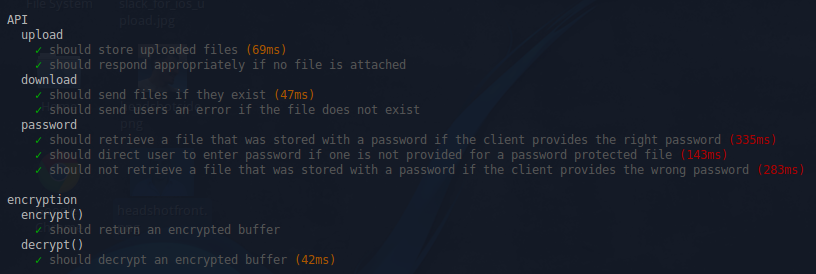 File System
slack_for_ios_u
pload.jpg
API
upload
✓ should store uploaded files (69ms)
✓ should respond appropriately if no file is attached
download
✓ should send files if they exist (47ms)
✓ should send users an error if the file does not exist
png
password
✓ should retrieve a file that was stored with a password if the client provides the right password (335ms)
✓ should direct user to enter password if one is not provided for a password protected file (143ms)
✓ should not retrieve a file that was stored with a password if the client provides the wrong password (283ms)
encryption
encrypt()
headshotfront.
✓ should return an encrypted buffer
decrypt()
✓ should decrypt an encrypted buffer (42ms)